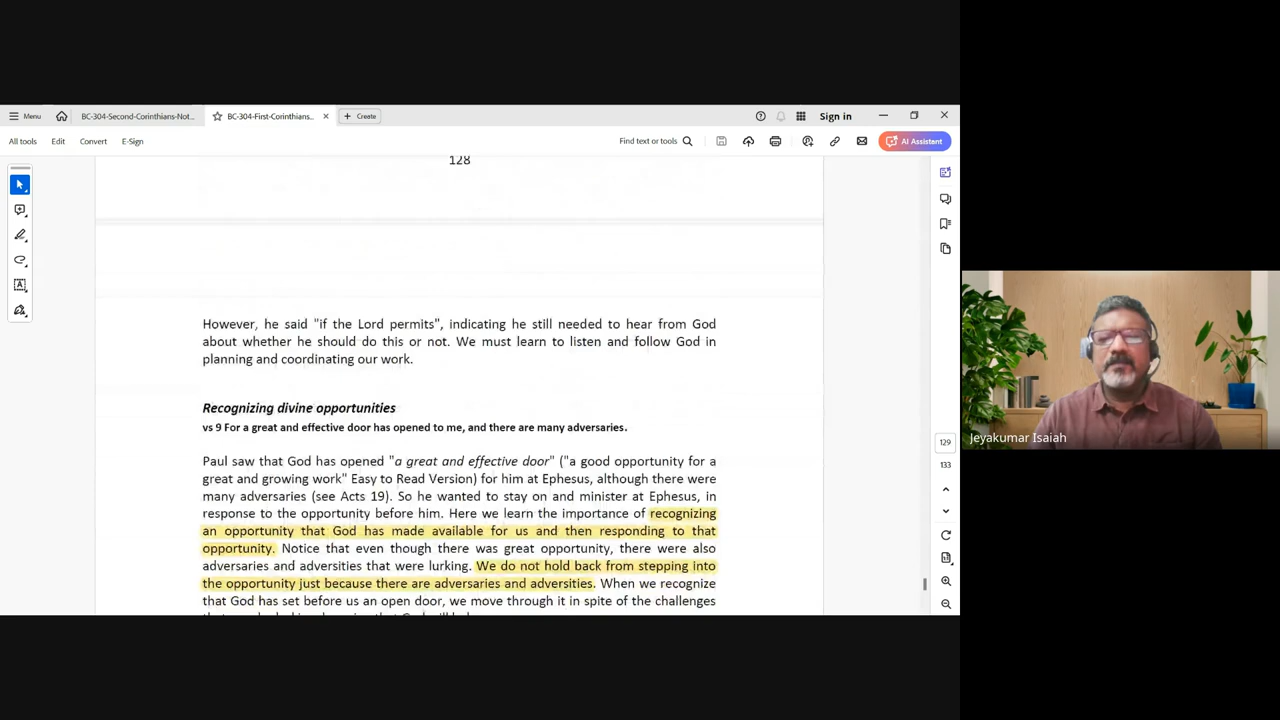 Menu
BC-304-Second-Corinthians-Not...
BC-304-First-Corinthians...
Create
Sign in
All tools
Edit
Convert
E-Sign
Find text or tools
AI Assistant
128
However, he said "if the Lord permits", indicating he still needed to hear from God
about whether he should do this or not. We must learn to listen and follow God in
planning and coordinating our work.
Recognizing divine opportunities
vs 9 For a great and effective door has opened to me, and there are many adversaries.
Paul saw that God has opened "a great and effective door" ("a good opportunity for a
great and growing work" Easy to Read Version) for him at Ephesus, although there were
many adversaries (see Acts 19). So he wanted to stay on and minister at Ephesus, in
response to the opportunity before him. Here we learn the importance of recognizing
an opportunity that God has made available for us and then responding to that
opportunity. Notice that even though there was great opportunity, there were also
adversaries and adversities that were lurking. We do not hold back from stepping into
the opportunity just because there are adversaries and adversities. When we recognize
that God has set before us an open door, we move through it in spite of the challenges
129
133
Jeyakumar Isaiah